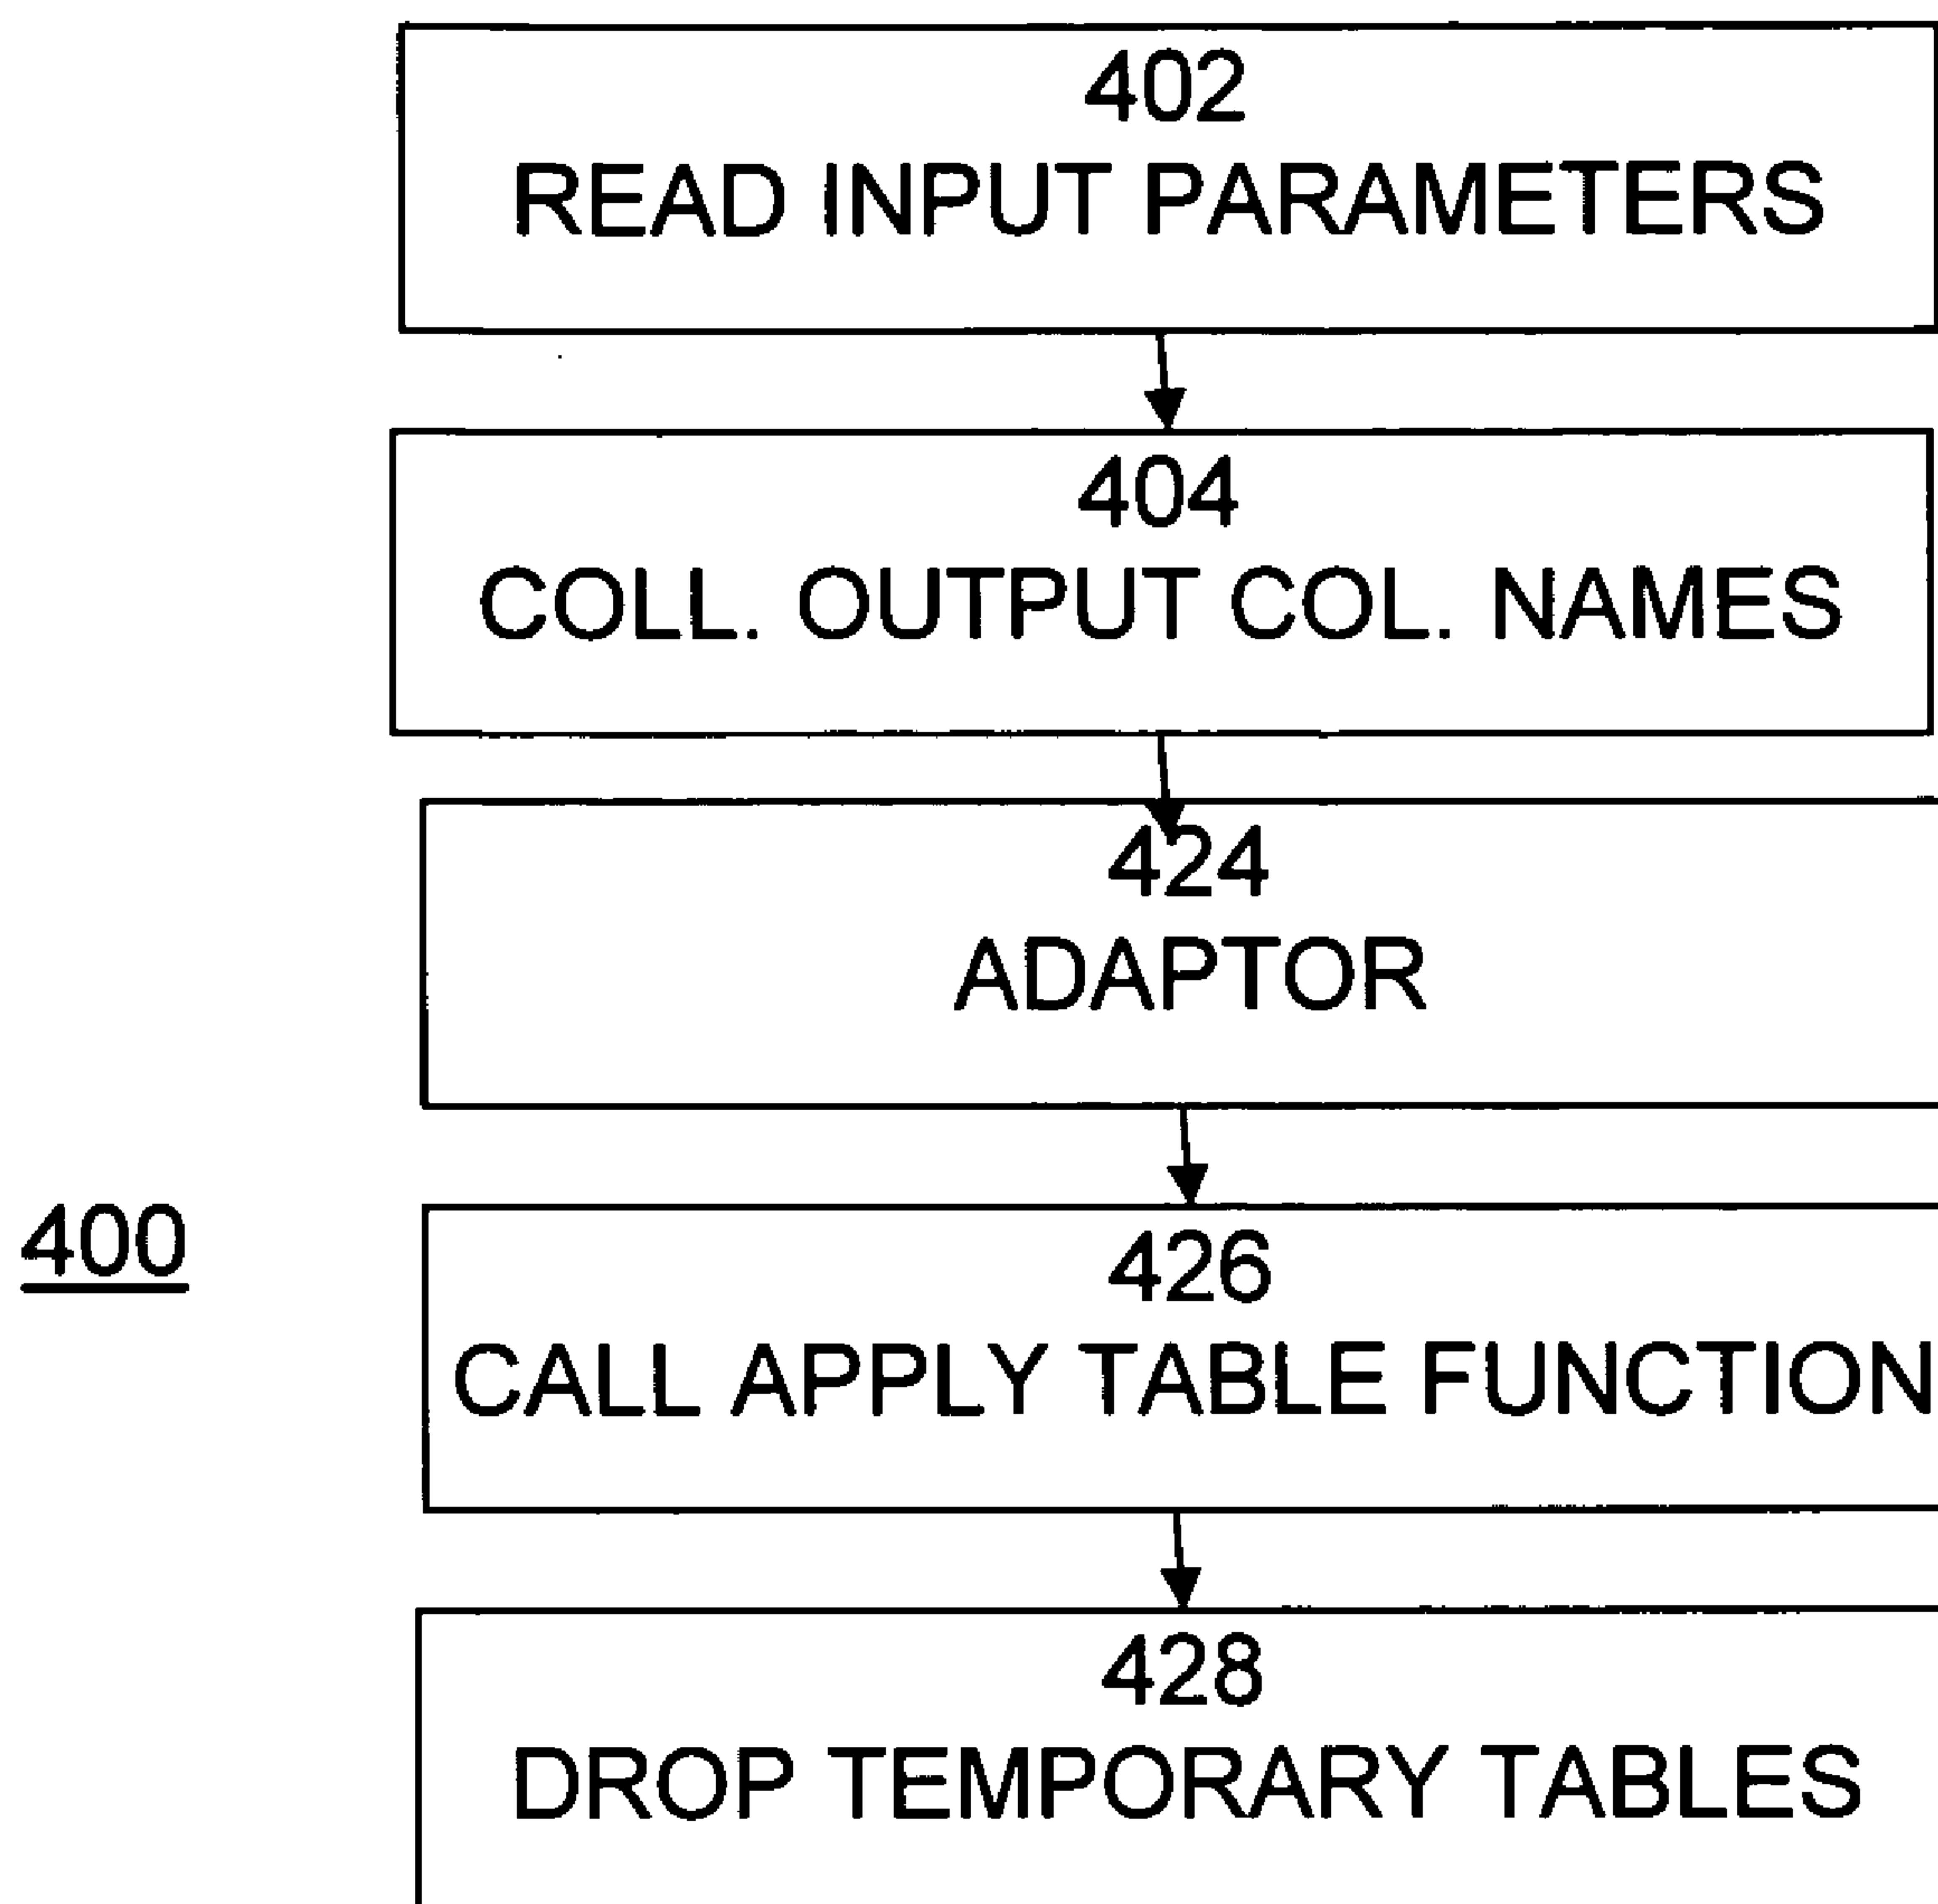 402
READ INPUT PARAMETERS
404
COLL. OUTPUT COL. NAMES
424
ADAPTOR
400
426
CALL APPLY TABLE FUNCTION
428
DROP TEMPORARY TABLES